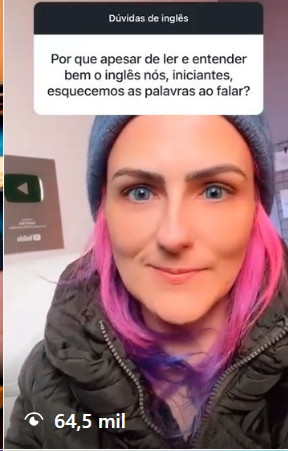 Dúvidas de inglês
Por que apesar de ler e entender
bem o inglês nós, iniciantes,
esquecemos as palavras ao falar?
64,5 mil